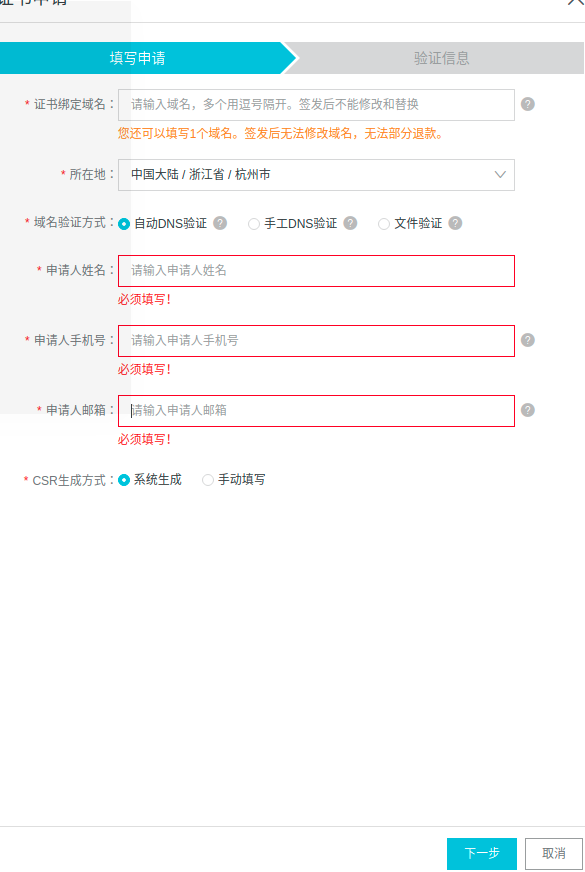 证书申请
填写申请
验证信息
* 证书绑定域名：
请输入域名，多个用逗号隔开。签发后不能修改和替换
?
您还可以填写1个域名。签发后无法修改域名，无法部分退款。
* 所在地：
中国大陆 / 浙江省 / 杭州市
* 域名验证方式：
自动DNS验证 ?
手工DNS验证 ?
文件验证 ?
* 申请人姓名：
请输入申请人姓名
必须填写!
* 申请人手机号：
请输入申请人手机号
?
必须填写!
* 申请人邮箱：
请输入申请人邮箱
?
必须填写!
* CSR生成方式：
系统生成
手动填写
下一步
取消